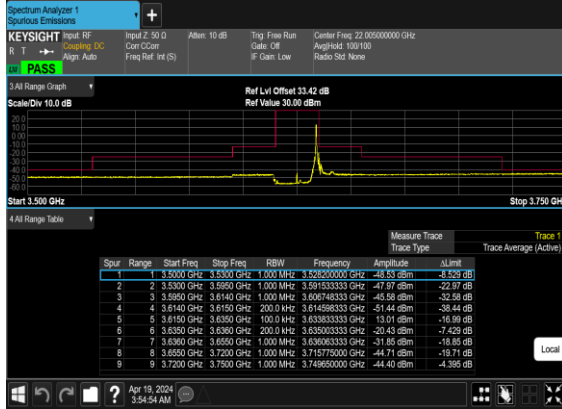 Spectrum Analyzer 1
Spurious Emissions
+
KEYSIGHT Input: RF Input Z: 50 Ω Atten: 10 dB Trig: Free Run Center Freq: 22.005000000 GHz
R T Coupling: DC Corr CCorr Gate: Off Avg|Hold: 100/100
Align: Auto Freq Ref: Int (S) IF Gain: Low Radio Std: None
PASS
3 All Range Graph
Ref Lvl Offset 33.42 dB
Scale/Div 10.0 dB Ref Value 30.00 dBm
20.0
10.0
0.00
-10.0
-20.0
-30.0
-40.0
-50.0
-60.0
Start 3.500 GHz Stop 3.750 GH
4 All Range Table
Measure Trace Trace 1
Trace Type Trace Average (Active)
Spur Range Start Freq Stop Freq RBW Frequency Amplitude ΔLimit
1 1 3.5000 GHz 3.5300 GHz 1.000 MHz 3.528200000 GHz -48.53 dBm -8.529 dB
2 2 3.5300 GHz 3.5950 GHz 1.000 MHz 3.591533333 GHz -47.97 dBm -22.97 dB
3 3 3.5950 GHz 3.6140 GHz 1.000 MHz 3.606748333 GHz -45.58 dBm -32.58 dB
4 4 3.6140 GHz 3.6150 GHz 200.0 kHz 3.614598333 GHz -51.44 dBm -38.44 dB
5 5 3.6150 GHz 3.6350 GHz 100.0 kHz 3.633833333 GHz 13.01 dBm -16.99 dB
6 6 3.6350 GHz 3.6360 GHz 200.0 kHz 3.635003333 GHz -20.43 dBm -7.429 dB
7 7 3.6360 GHz 3.6550 GHz 1.000 MHz 3.636063333 GHz -31.85 dBm -18.85 dB
8 8 3.6550 GHz 3.7200 GHz 1.000 MHz 3.715775000 GHz -44.71 dBm -19.71 dB
9 9 3.7200 GHz 3.7500 GHz 1.000 MHz 3.749650000 GHz -44.40 dBm -4.395 dB
Local
? Apr 19, 2024
3:54:54 AM